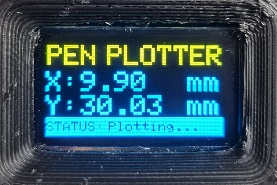 PEN PLOTTER
X:9.90 mm
Y:30.03 mm
STATUS: Plotting...